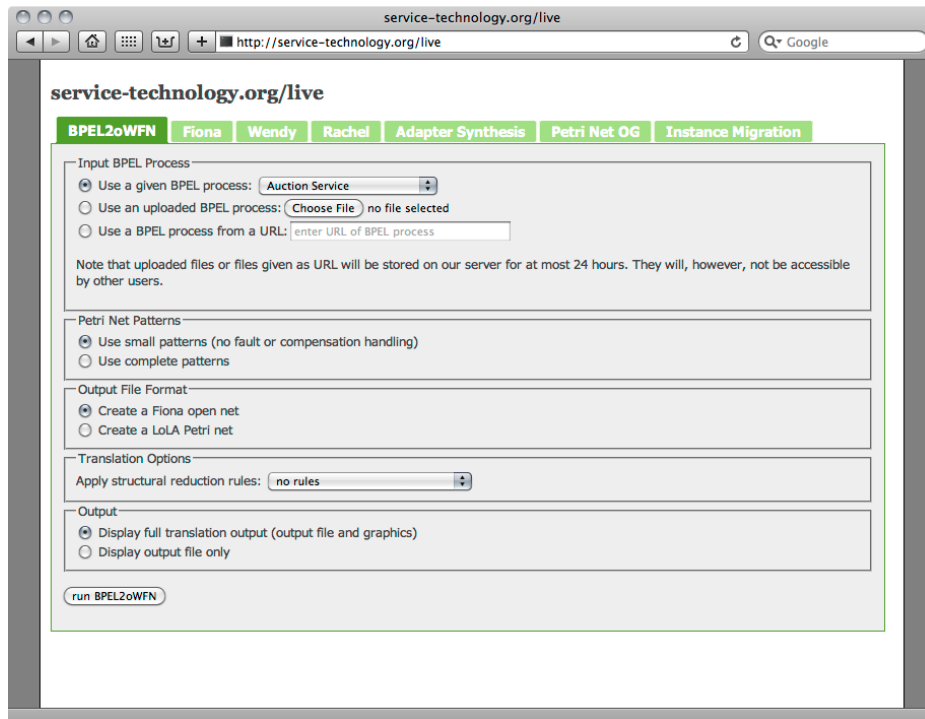 service-technology.org/live
http://service-technology.org/live
Google
service-technology.org/live
BPEL2oWFN Fiona Wendy Rachel Adapter Synthesis Petri Net OG Instance Migration
Input BPEL Process
Use a given BPEL process: Auction Service
Use an uploaded BPEL process: Choose File no file selected
Use a BPEL process from a URL: enter URL of BPEL process
Note that uploaded files or files given as URL will be stored on our server for at most 24 hours. They will, however, not be accessible
by other users.
Petri Net Patterns
Use small patterns (no fault or compensation handling)
Use complete patterns
Output File Format
Create a Fiona open net
Create a LoLA Petri net
Translation Options
Apply structural reduction rules: no rules
Output
Display full translation output (output file and graphics)
Display output file only
run BPEL2oWFN